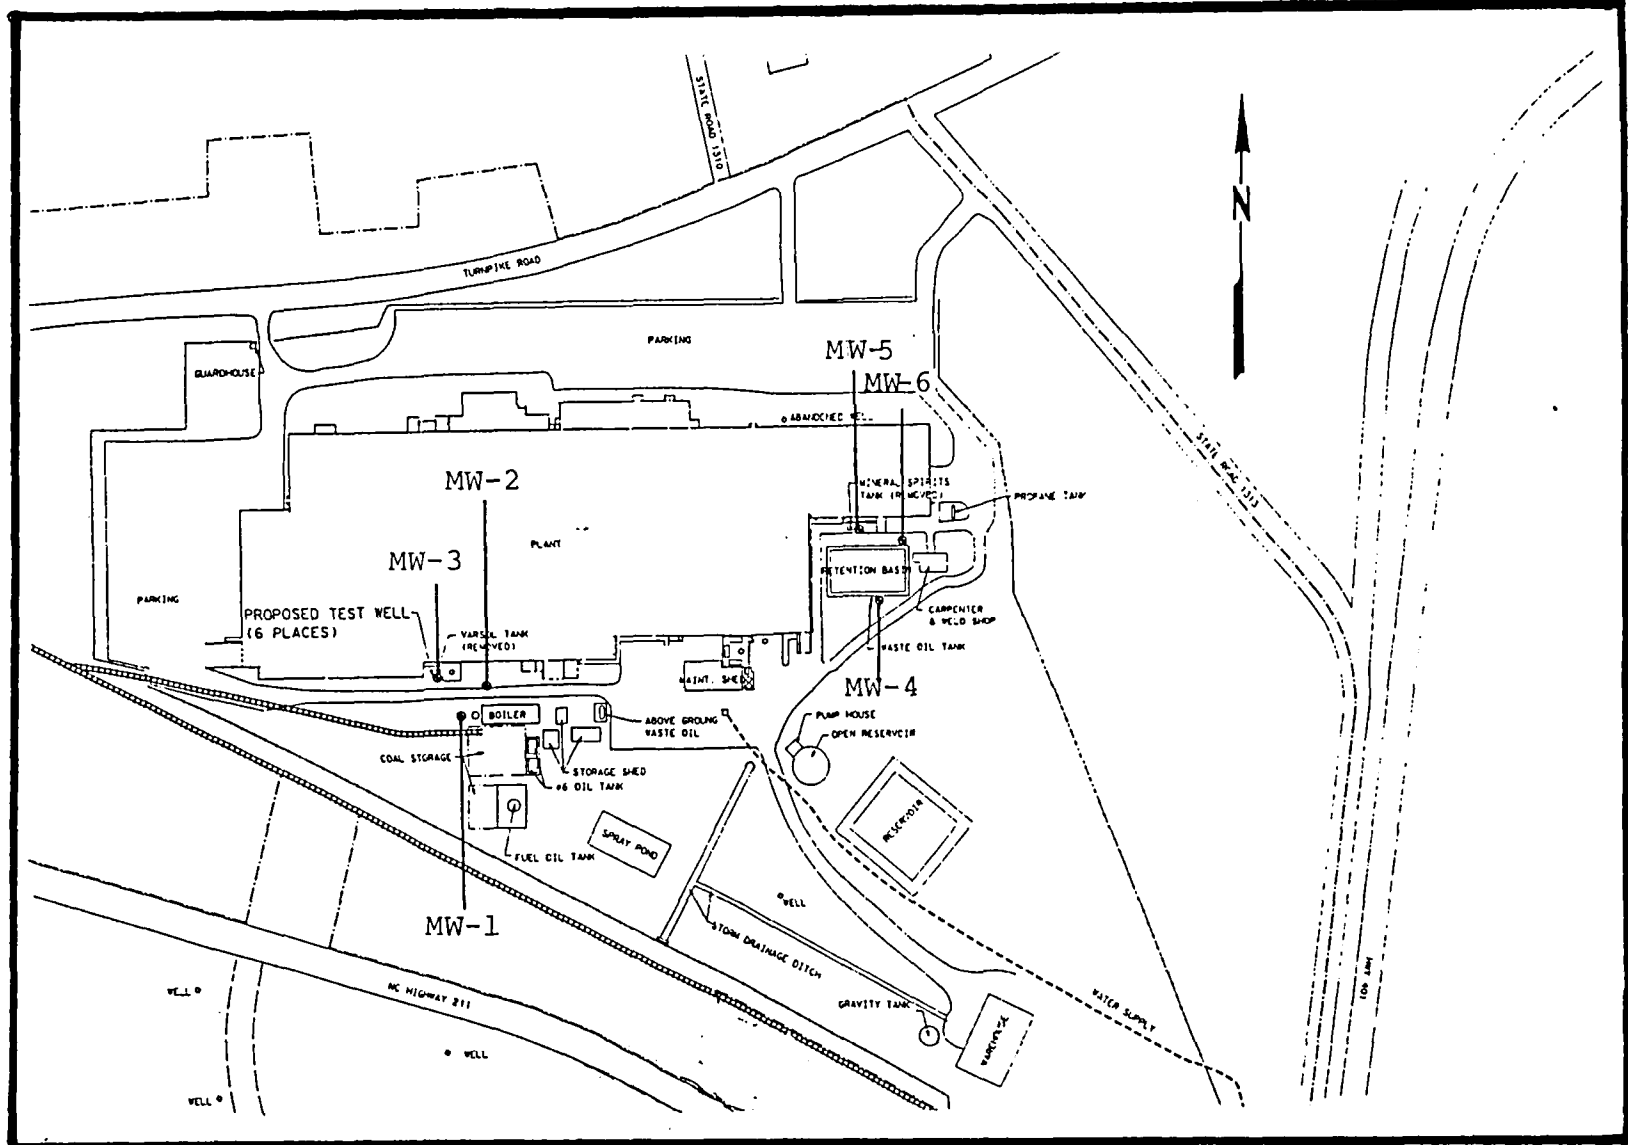 STATE ROAD 1310
N
TURNPIKE ROAD
PARKING
MW-5
GUARDHOUSE
MW-6
ABANDONED WELL
STATE ROAD 1313
MW-2
MINERAL SPIRITS
TANK (REMOVED)
PROPANE TANK
PLANT
MW-3
RETENTION BASIN
PARKING
PROPOSED TEST WELL
(6 PLACES)
CARPENTER
& WELD SHOP
VARSOL TANK
(REMOVED)
WASTE OIL TANK
MAINT. SHED
MW-4
BOILER
ABOVE GROUND
WASTE OIL
PUMP HOUSE
OPEN RESERVOIR
COAL STORAGE
STORAGE SHED
#6 OIL TANK
RESERVOIR
SPRAY POND
FUEL OIL TANK
WELL
MW-1
STORM DRAINAGE DITCH
HWY 401
WELL
NC HIGHWAY 211
GRAVITY TANK
WATER SUPPLY
WAREHOUSE
WELL
WELL